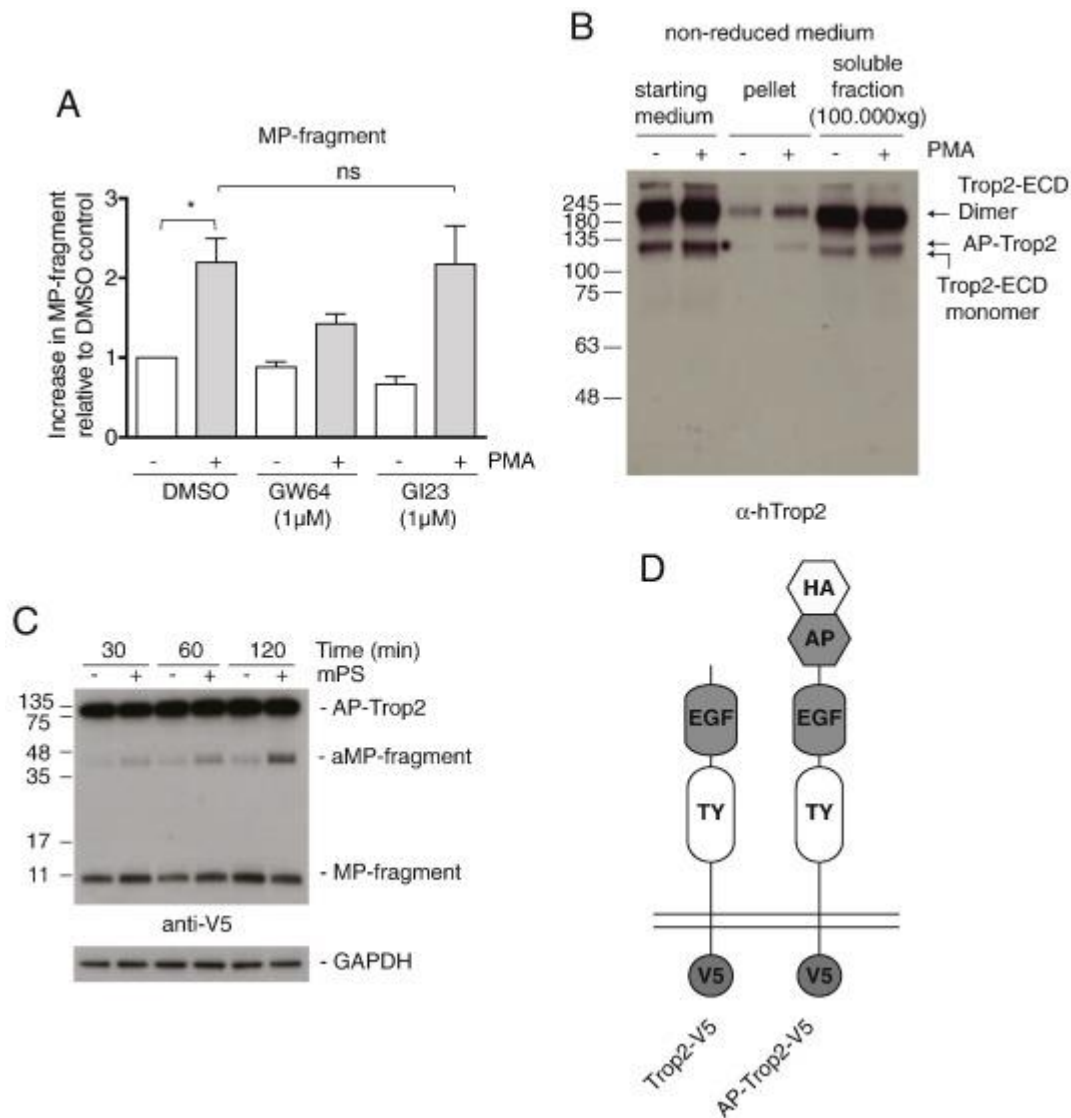 A
MP-fragment
ns
*
Increase in MP-fragment
relative to DMSO control
3
2
1
0
- + - + - + PMA
DMSO GW64 GI23
(1μM) (1μM)
B
non-reduced medium
starting
medium
pellet
soluble
fraction
(100.000xg)
- + - + - + PMA
245
180
135
100
75
63
48
Trop2-ECD
Dimer
AP-Trop2
Trop2-ECD
monomer
α-hTrop2
C
30 60 120 Time (min)
- + - + - + mPS
135
75
48
35
17
11
- AP-Trop2
- aMP-fragment
- MP-fragment
anti-V5
- GAPDH
D
HA
AP
EGF EGF
TY TY
V5 V5
Trop2-V5
AP-Trop2-V5